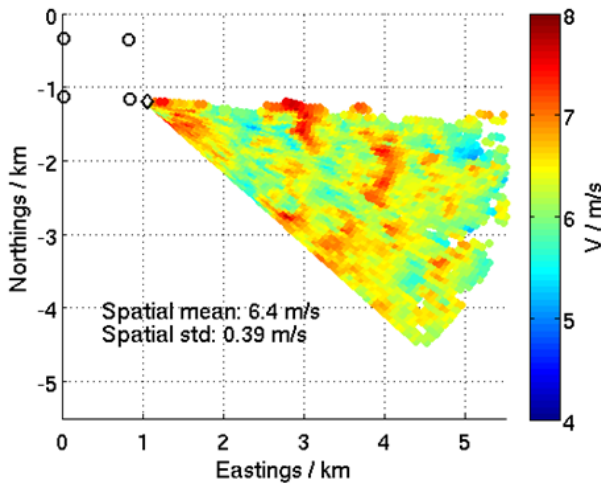 0
-1
-2
-3
-4
-5
Northings / km
Spatial mean: 6.4 m/s
Spatial std: 0.39 m/s
0 1 2 3 4 5
Eastings / km
8
7
6
5
4
V / m/s